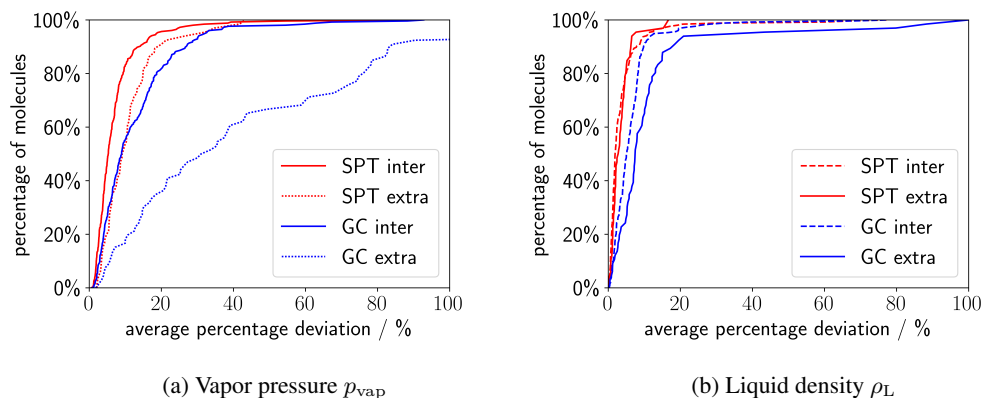 100%
80%
60%
40%
20%
0%
percentage of molecules
SPT inter
SPT extra
GC inter
GC extra
0 20 40 60 80 100
average percentage deviation / %
(a) Vapor pressure p_vap
100%
80%
60%
40%
20%
0%
percentage of molecules
SPT inter
SPT extra
GC inter
GC extra
0 20 40 60 80 100
average percentage deviation / %
(b) Liquid density ρ_L